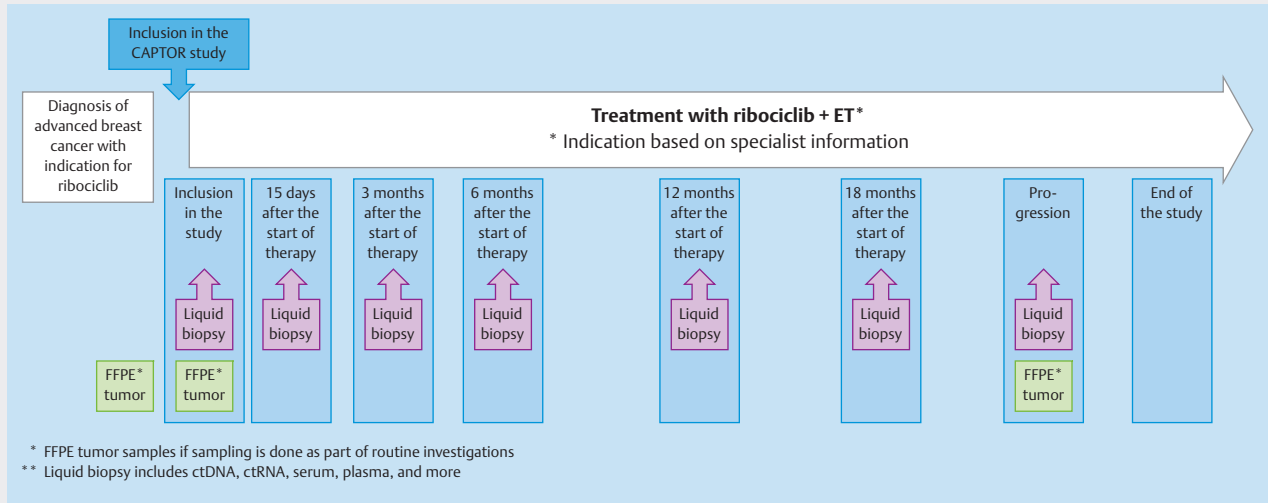 Inclusion in the
CAPTOR study
Diagnosis of
advanced breast
cancer with
indication for
ribociclib
Treatment with ribociclib + ET*
* Indication based on specialist information
Inclusion
in the
study
15 days
after the
start of
therapy
3 months
after the
start of
therapy
6 months
after the
start of
therapy
12 months
after the
start of
therapy
18 months
after the
start of
therapy
Pro-
gression
End of
the study
Liquid
biopsy
Liquid
biopsy
Liquid
biopsy
Liquid
biopsy
Liquid
biopsy
Liquid
biopsy
Liquid
biopsy
FFPE*
tumor
FFPE*
tumor
FFPE*
tumor
* FFPE tumor samples if sampling is done as part of routine investigations
** Liquid biopsy includes ctDNA, ctRNA, serum, plasma, and more